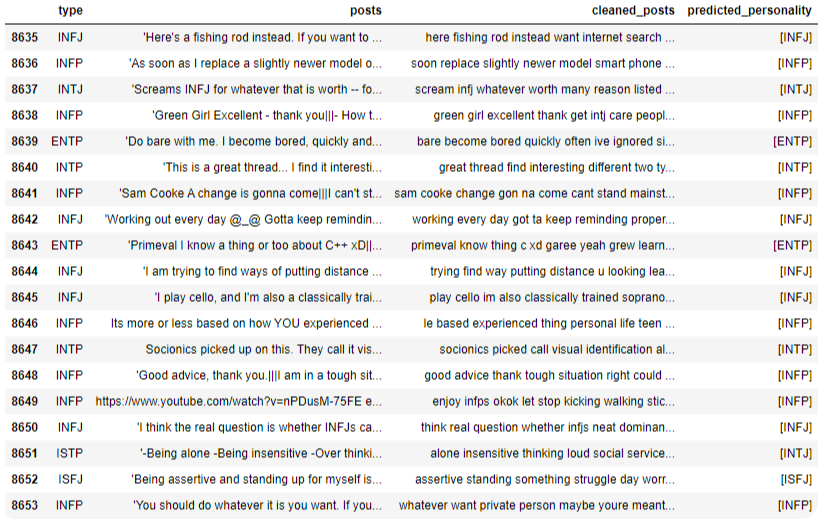 type posts cleaned_posts predicted_personality
8635 INFJ 'Here's a fishing rod instead. If you want to ... here fishing rod instead want internet search ... [INFJ]
8636 INFP 'As soon as I replace a slightly newer model o... soon replace slightly newer model smart phone ... [INFP]
8637 INTJ 'Screams INFJ for whatever that is worth -- fo... scream infj whatever worth many reason listed ... [INTJ]
8638 INFP 'Green Girl Excellent - thank you|||- How t... green girl excellent thank get intj care peopl... [INFP]
8639 ENTP 'Do bare with me. I become bored, quickly and... bare become bored quickly often ive ignored si... [ENTP]
8640 INTP 'This is a great thread... I find it interesti... great thread find interesting different two ty... [INTP]
8641 INFP 'Sam Cooke A change is gonna come|||I can't st... sam cooke change gon na come cant stand mainst... [INFP]
8642 INFJ 'Working out every day @_@ Gotta keep remindin... working every day got ta keep reminding proper... [INFJ]
8643 ENTP 'Primeval I know a thing or too about C++ xD||... primeval know thing c xd garee yeah grew learn... [ENTP]
8644 INFJ 'I am trying to find ways of putting distance ... trying find way putting distance u looking lea... [INFJ]
8645 INFJ 'I play cello, and I'm also a classically trai... play cello im also classically trained soprano... [INFJ]
8646 INFP Its more or less based on how YOU experienced ... le based experienced thing personal life teen ... [INFP]
8647 INTP Socionics picked up on this. They call it vis... socionics picked call visual identification al... [INTP]
8648 INFP 'Good advice, thank you.|||I am in a tough sit... good advice thank tough situation right could ... [INFP]
8649 INFP https://www.youtube.com/watch?v=nPDusM-75FE e... enjoy infps okok let stop kicking walking stic... [INFP]
8650 INFJ 'I think the real question is whether INFJs ca... think real question whether infjs neat dominan... [INFJ]
8651 ISTP '-Being alone -Being insensitive -Over thinki... alone insensitive thinking loud social service... [INTJ]
8652 ISFJ 'Being assertive and standing up for myself is... assertive standing something struggle day worr... [ISFJ]
8653 INFP 'You should do whatever it is you want. If you... whatever want private person maybe youre meant... [INFP]